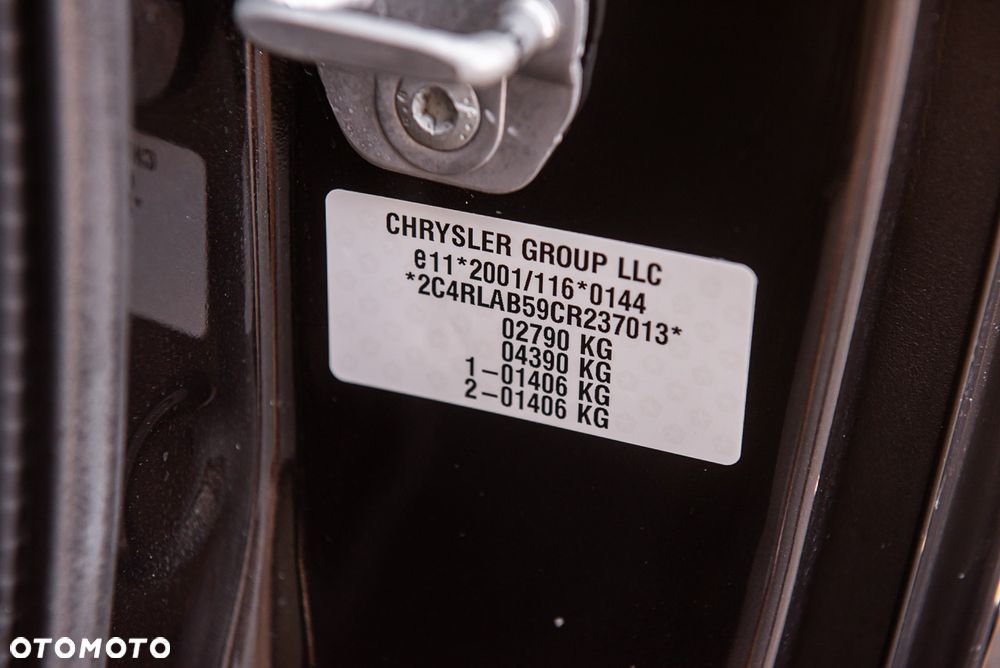 CHRYSLER GROUP LLC
e11*2001/116*0144
*2C4RLAB59CR237013*
02790 KG
04390 KG
1-01406 KG
2-01406 KG
OTOMOTO